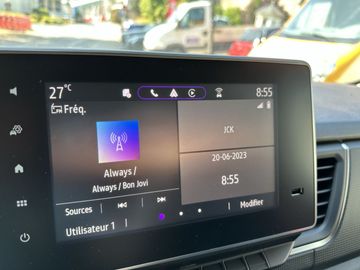 27°C
8:55
Fréq.
JCK
Always /
Always / Bon Jovi
20-06-2023
8:55
Sources
Modifier
Utilisateur 1